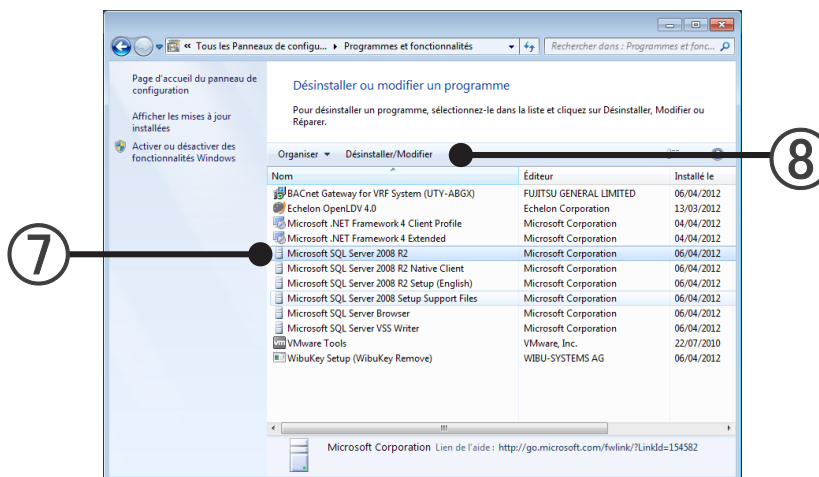 « Tous les Panneaux de configu... ▸ Programmes et fonctionnalités
Rechercher dans : Programmes et fonc...
Page d'accueil du panneau de
configuration
Afficher les mises à jour
installées
Activer ou désactiver des
fonctionnalités Windows
Désinstaller ou modifier un programme
Pour désinstaller un programme, sélectionnez-le dans la liste et cliquez sur Désinstaller, Modifier ou
Réparer.
Organiser ▾ Désinstaller/Modifier
⑧
Nom Éditeur Installé le
BACnet Gateway for VRF System (UTY-ABGX) FUJITSU GENERAL LIMITED 06/04/2012
Echelon OpenLDV 4.0 Echelon Corporation 13/03/2012
Microsoft .NET Framework 4 Client Profile Microsoft Corporation 04/04/2012
Microsoft .NET Framework 4 Extended Microsoft Corporation 04/04/2012
⑦
Microsoft SQL Server 2008 R2 Microsoft Corporation 06/04/2012
Microsoft SQL Server 2008 R2 Native Client Microsoft Corporation 06/04/2012
Microsoft SQL Server 2008 R2 Setup (English) Microsoft Corporation 06/04/2012
Microsoft SQL Server 2008 Setup Support Files Microsoft Corporation 06/04/2012
Microsoft SQL Server Browser Microsoft Corporation 06/04/2012
Microsoft SQL Server VSS Writer Microsoft Corporation 06/04/2012
vm VMware Tools VMware, Inc. 22/07/2010
WibuKey Setup (WibuKey Remove) WIBU-SYSTEMS AG 06/04/2012
Microsoft Corporation Lien de l'aide : http://go.microsoft.com/fwlink/?LinkId=154582